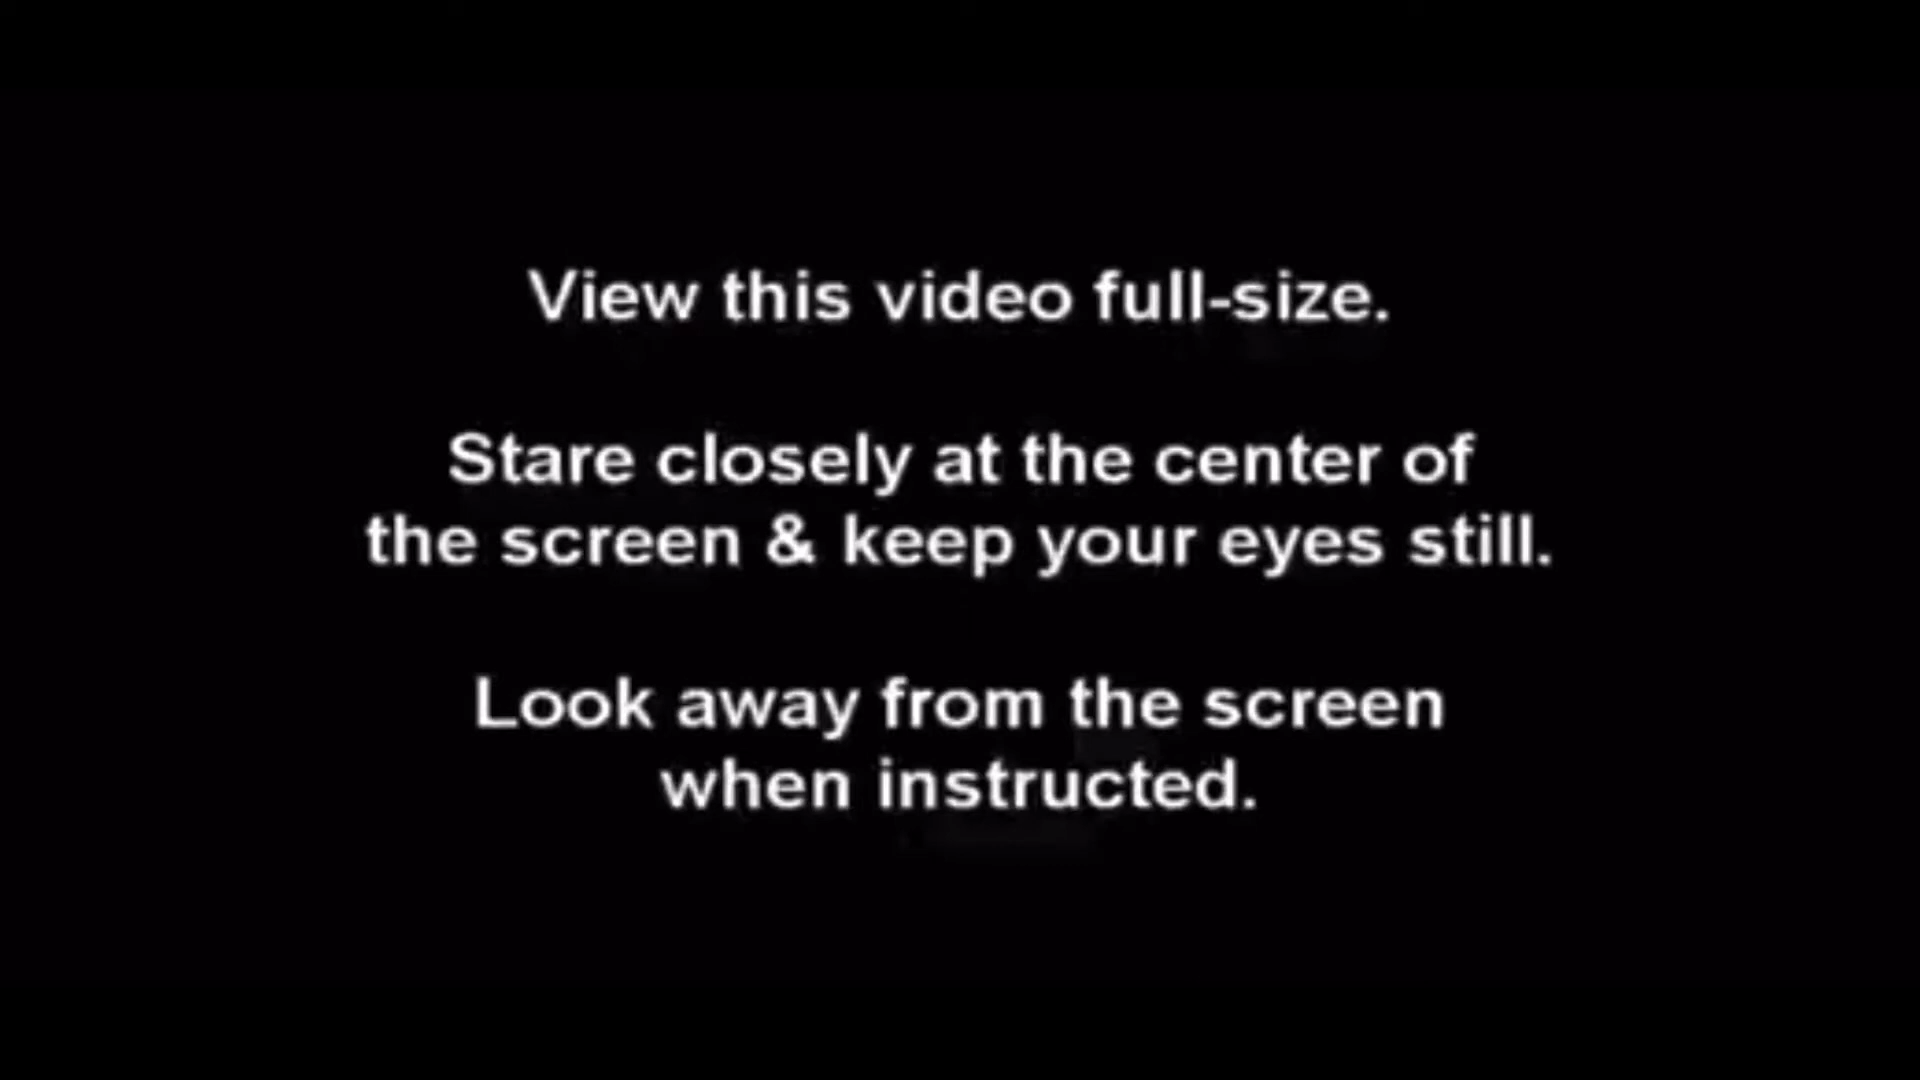 View this video full-size.
Stare closely at the center of
the screen & keep your eyes still.
Look away from the screen
when instructed.